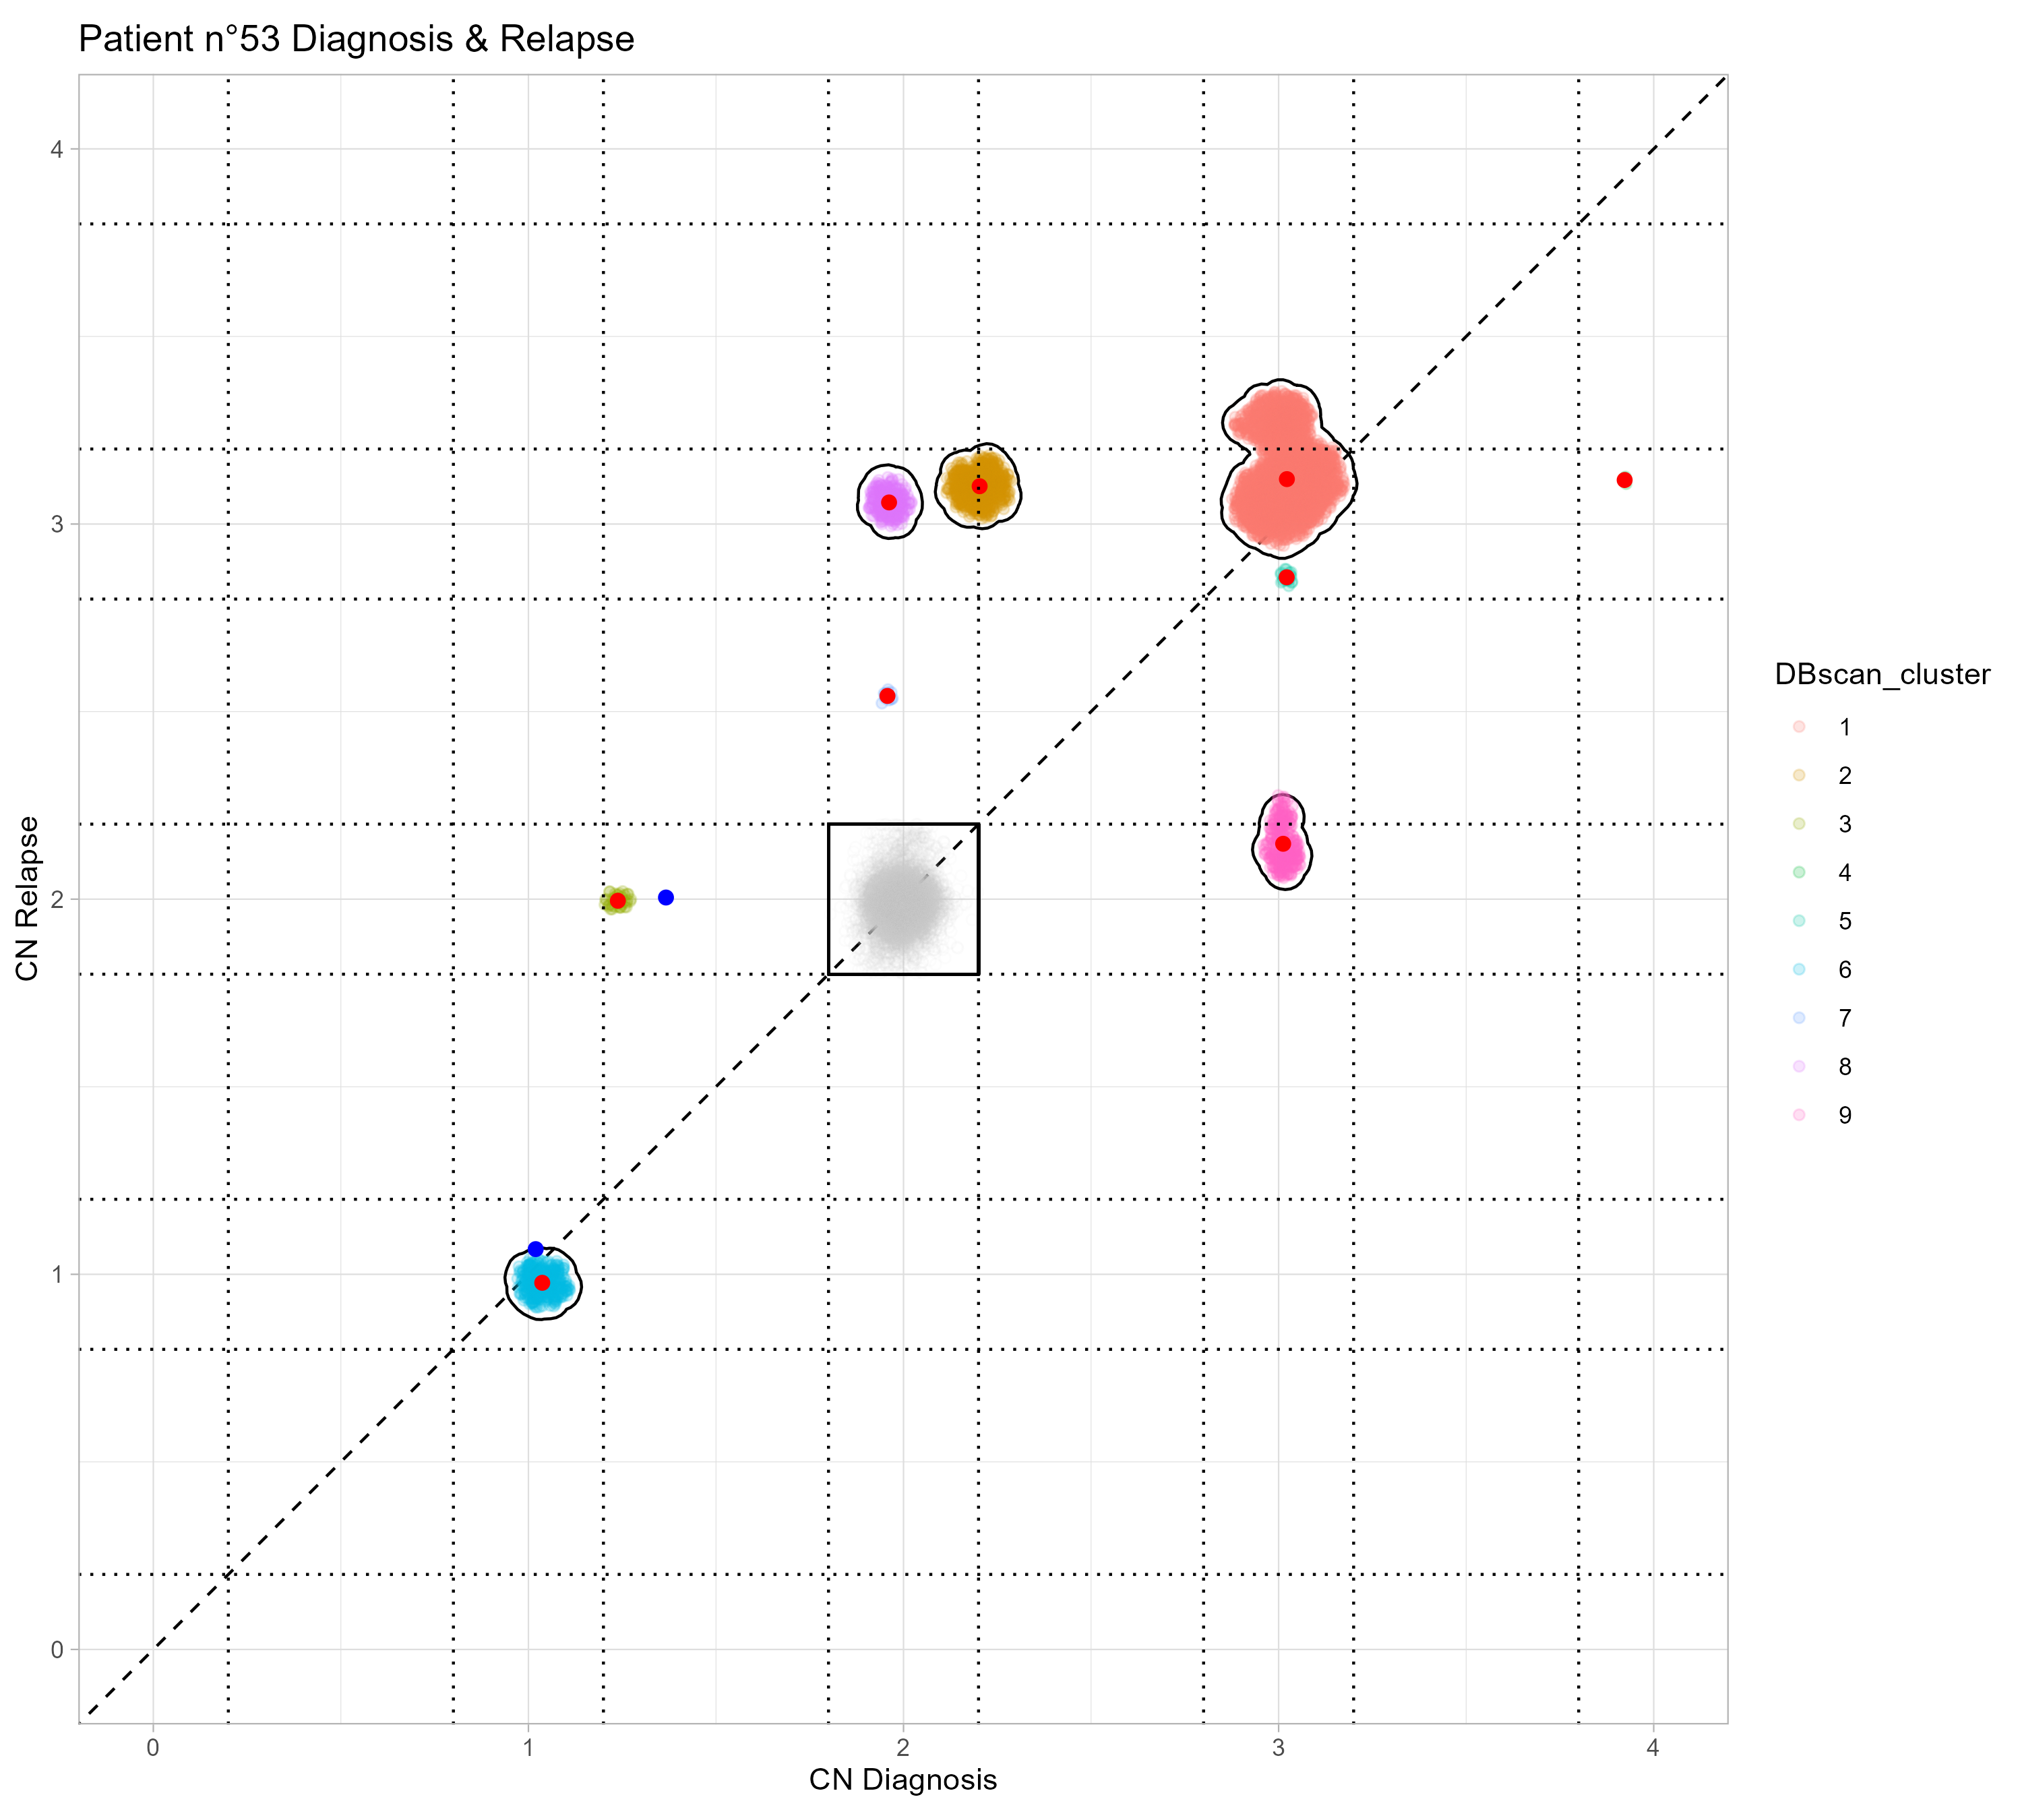 Patient n°53 Diagnosis & Relapse
CN Relapse
4
3
2
1
0
0 1 2 3 4
CN Diagnosis
DBscan_cluster
1
2
3
4
5
6
7
8
9